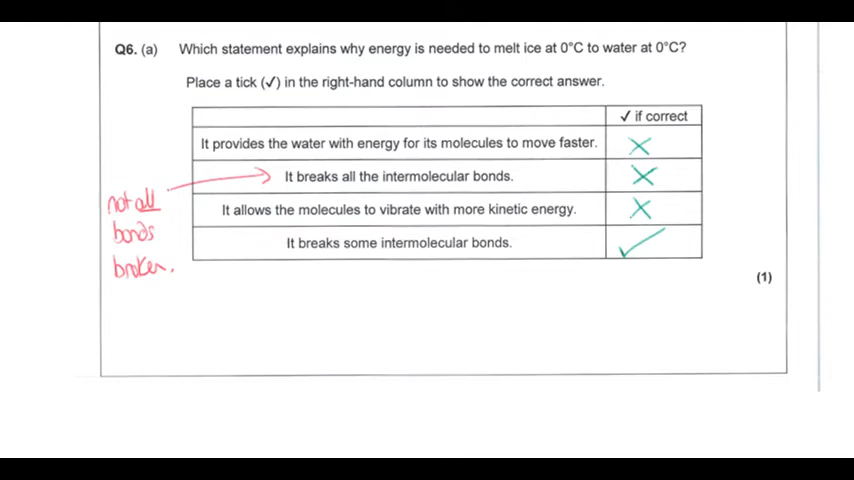 Q6. (a) Which statement explains why energy is needed to melt ice at 0°C to water at 0°C?
Place a tick (✓) in the right-hand column to show the correct answer.
✓ if correct
It provides the water with energy for its molecules to move faster. ✗
It breaks all the intermolecular bonds. ✗
It allows the molecules to vibrate with more kinetic energy. ✗
It breaks some intermolecular bonds. ✓
not all
bonds
broken.
(1)